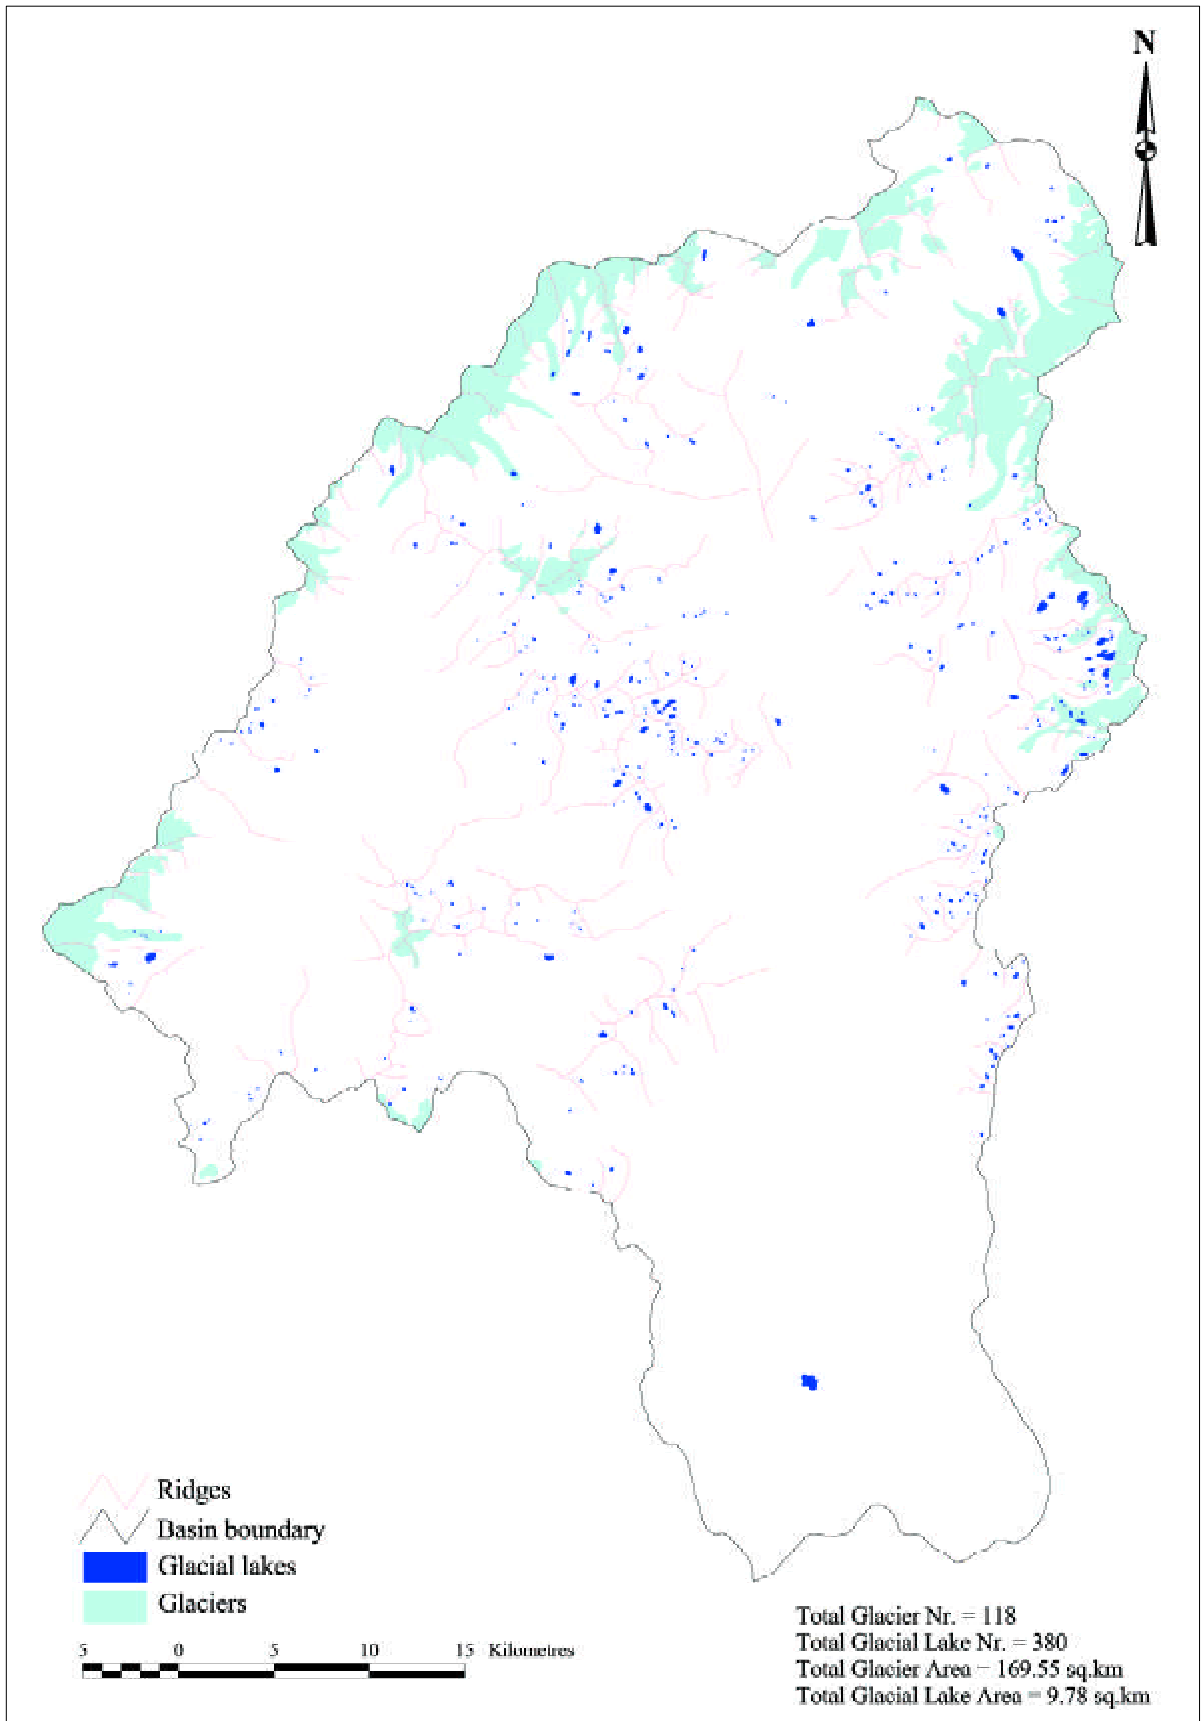 N
Ridges
Basin boundary
Glacial lakes
Glaciers
5 0 5 10 15 Kilometres
Total Glacier Nr. = 118
Total Glacial Lake Nr. = 380
Total Glacier Area = 169.55 sq.km
Total Glacial Lake Area = 9.78 sq.km